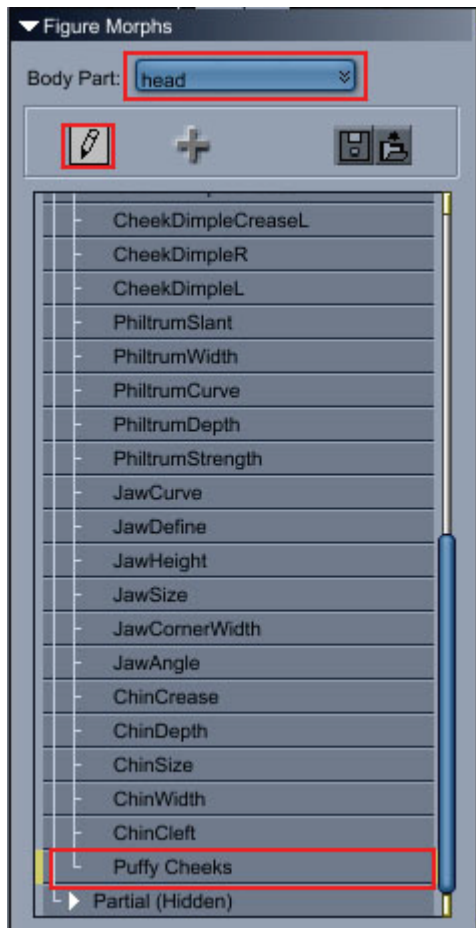 Figure Morphs
Body Part: head
CheekDimpleCreaseL
CheekDimpleR
CheekDimpleL
PhiltrumSlant
PhiltrumWidth
PhiltrumCurve
PhiltrumDepth
PhiltrumStrength
JawCurve
JawDefine
JawHeight
JawSize
JawCornerWidth
JawAngle
ChinCrease
ChinDepth
ChinSize
ChinWidth
ChinCleft
Puffy Cheeks
Partial (Hidden)